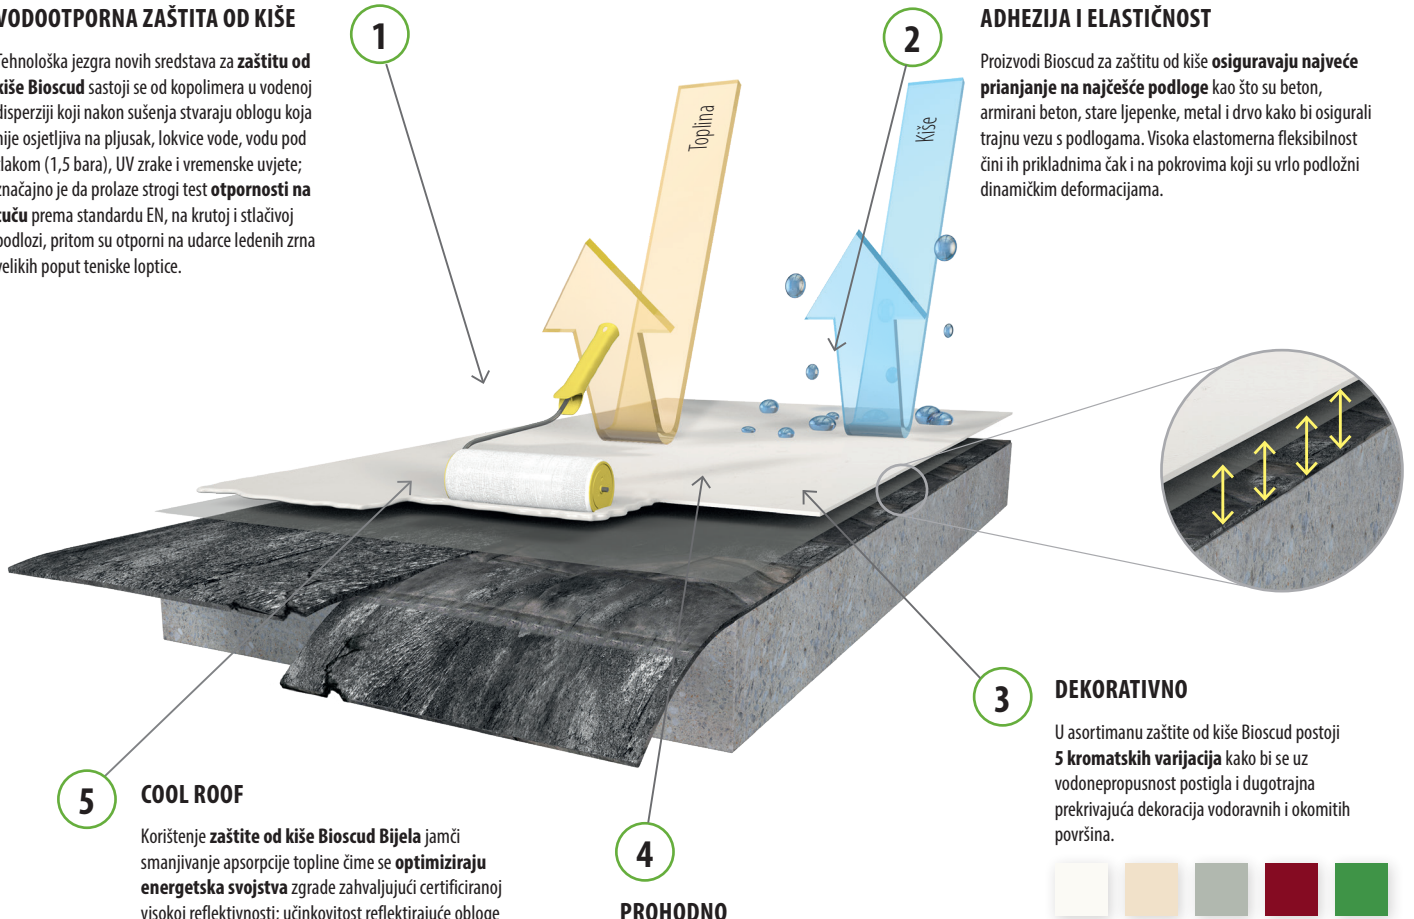 VODOOTPORNA ZAŠTITA OD KIŠE
Tehnološka jezgra novih sredstava za zaštitu od
kiše Bioscud sastoji se od kopolimera u vodenoj
disperziji koji nakon sušenja stvaraju oblogu koja
nije osjetljiva na pljusak, lokvice vode, vodu pod
tlakom (1,5 bara), UV zrake i vremenske uvjete;
značajno je da prolaze strogi test otpornosti na
tuču prema standardu EN, na krutoj i stlačivoj
podlozi, pritom su otporni na udarce ledenih zrna
velikih poput teniske loptice.
1
2
ADHEZIJA I ELASTIČNOST
Proizvodi Bioscud za zaštitu od kiše osiguravaju najveće
prianjanje na najčešće podloge kao što su beton,
armirani beton, stare ljepenke, metal i drvo kako bi osigurali
trajnu vezu s podlogama. Visoka elastomerna fleksibilnost
čini ih prikladnima čak i na pokrovima koji su vrlo podložni
dinamičkim deformacijama.
Toplina
Kiše
3
DEKORATIVNO
U asortimanu zaštite od kiše Bioscud postoji
5 kromatskih varijacija kako bi se uz
vodonepropusnost postigla i dugotrajna
prekrivajuća dekoracija vodoravnih i okomitih
površina.
5
COOL ROOF
Korištenje zaštite od kiše Bioscud Bijela jamči
smanjivanje apsorpcije topline čime se optimiziraju
energetska svojstva zgrade zahvaljujući certificiranoj
visokoj reflektivnosti; učinkovitost reflektirajuće obloge
4
PROHODNO